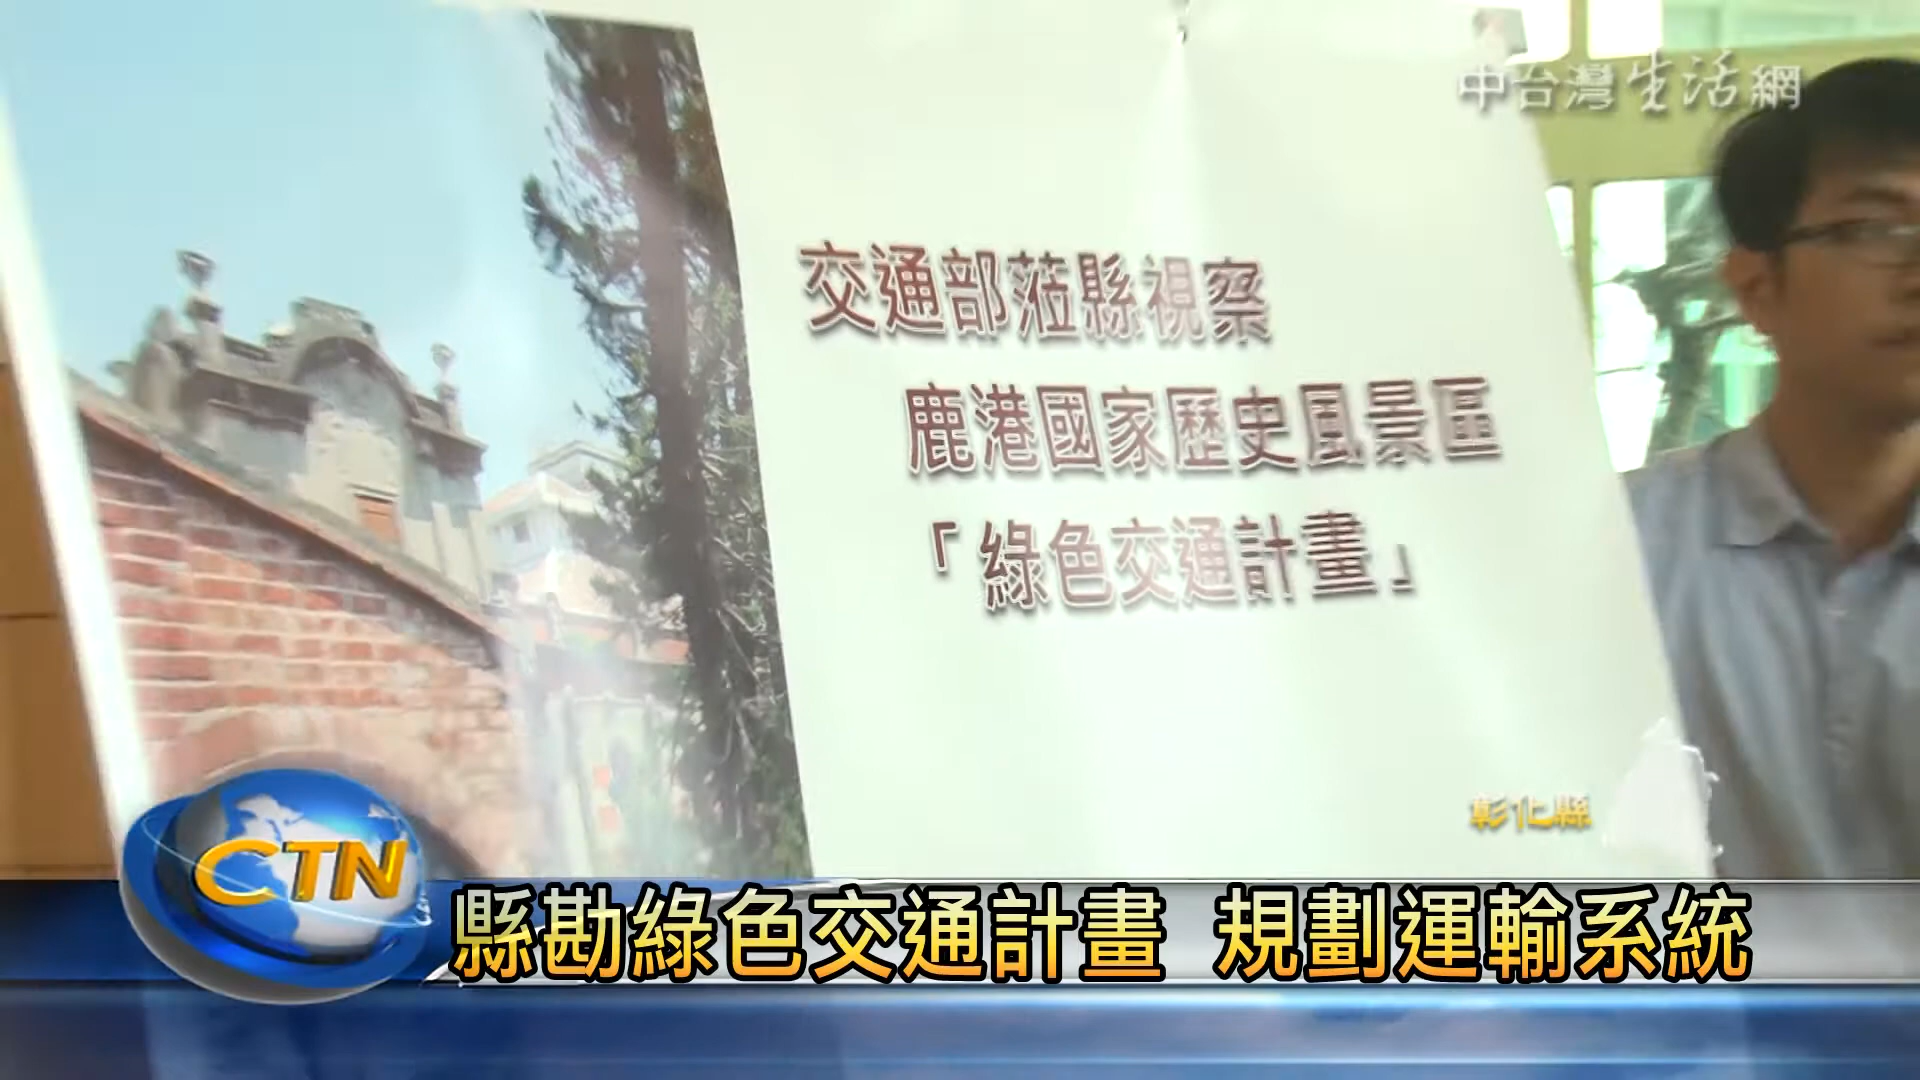 中台灣生活網
交通部蒞縣視察
鹿港國家歷史風景區
「綠色交通計畫」
彰化縣
CTN
縣勘綠色交通計畫 規劃運輸系統